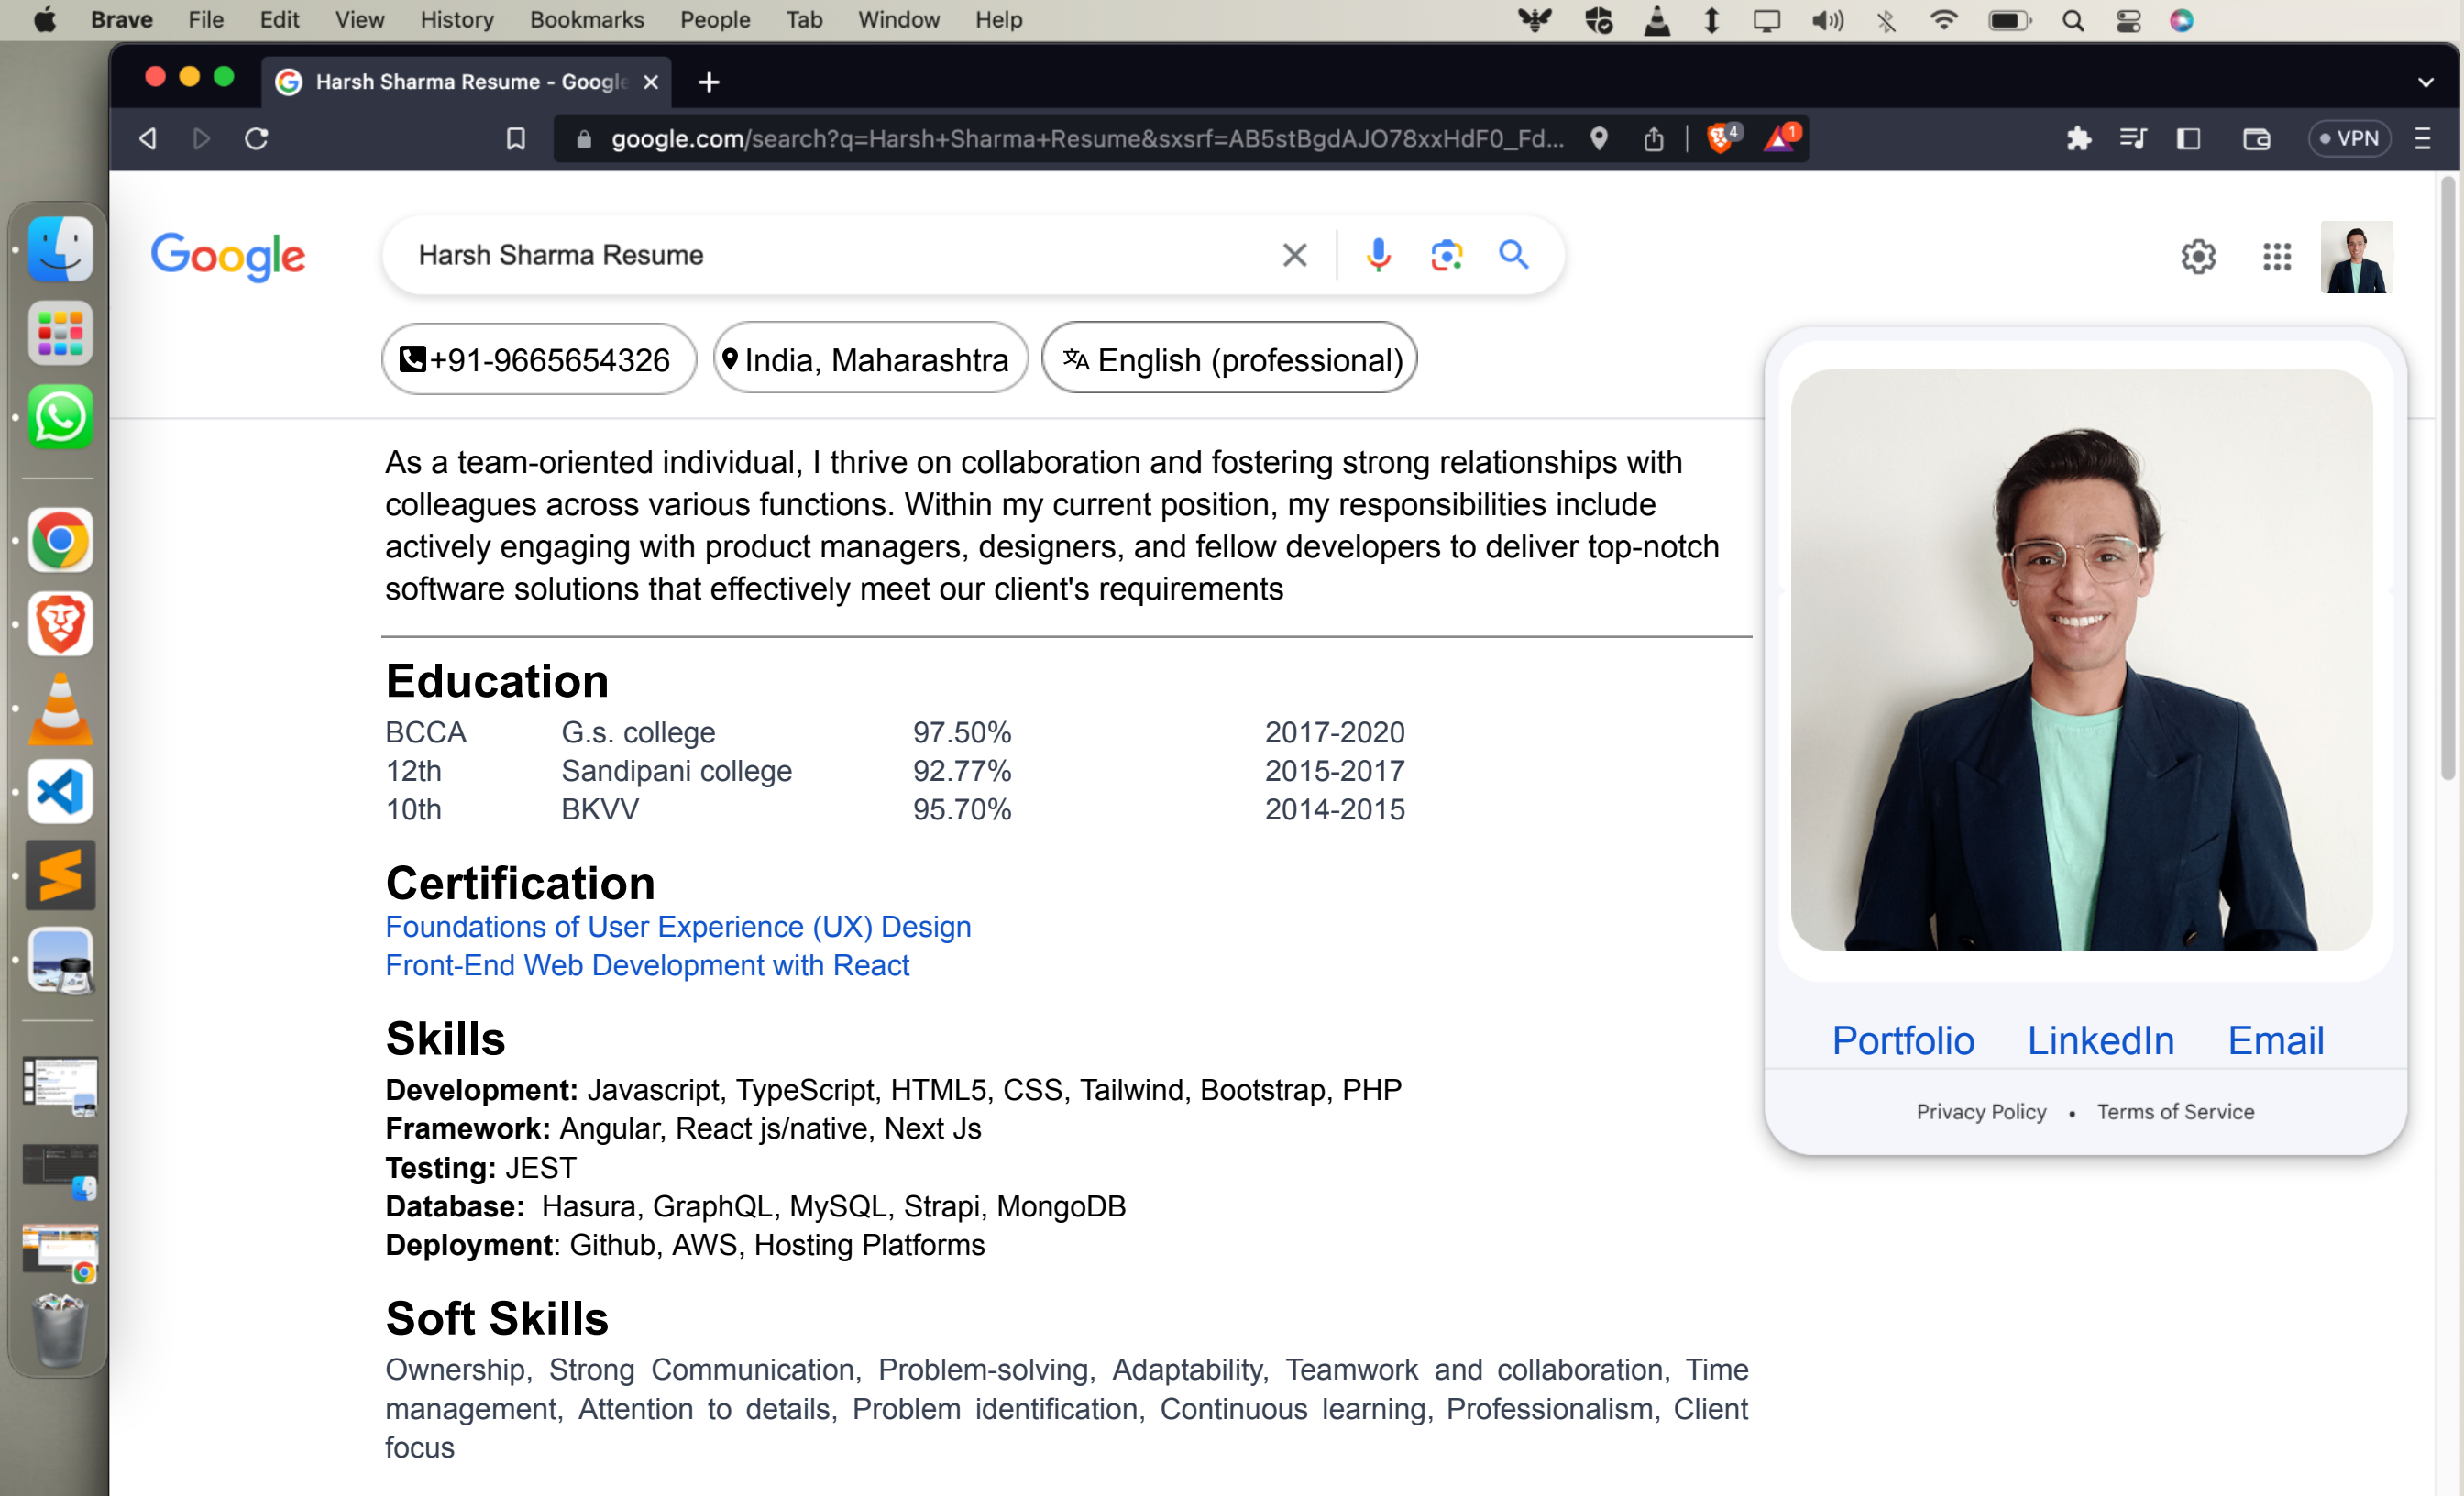 Brave File Edit View History Bookmarks People Tab Window Help
Harsh Sharma Resume - Google
google.com/search?q=Harsh+Sharma+Resume&sxsrf=AB5stBgdAJO78xxHdF0_Fd... 4 1 VPN
Google
Harsh Sharma Resume
+91-9665654326 India, Maharashtra English (professional)
As a team-oriented individual, I thrive on collaboration and fostering strong relationships with
colleagues across various functions. Within my current position, my responsibilities include
actively engaging with product managers, designers, and fellow developers to deliver top-notch
software solutions that effectively meet our client's requirements
Education
BCCA G.s. college 97.50% 2017-2020
12th Sandipani college 92.77% 2015-2017
10th BKVV 95.70% 2014-2015
Certification
Foundations of User Experience (UX) Design
Front-End Web Development with React
Skills
Development: Javascript, TypeScript, HTML5, CSS, Tailwind, Bootstrap, PHP
Framework: Angular, React js/native, Next Js
Testing: JEST
Database: Hasura, GraphQL, MySQL, Strapi, MongoDB
Deployment: Github, AWS, Hosting Platforms
Soft Skills
Ownership, Strong Communication, Problem-solving, Adaptability, Teamwork and collaboration, Time
management, Attention to details, Problem identification, Continuous learning, Professionalism, Client
focus
Portfolio LinkedIn Email
Privacy Policy • Terms of Service